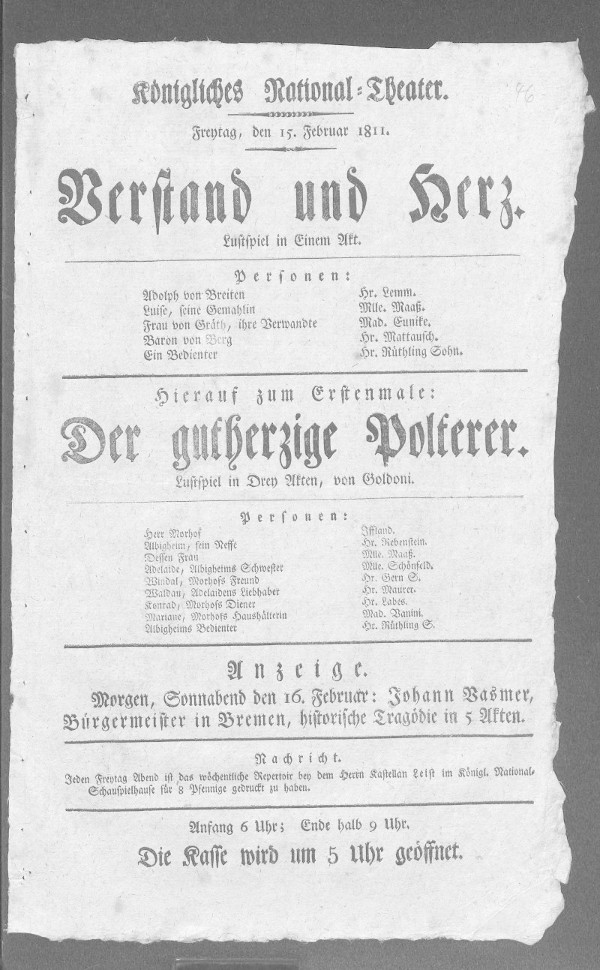 96
Königliches National-Theater.
Freytag, den 15. Februar 1811.
Verstand und Herz.
Lustspiel in Einem Akt.
Personen:
Adolph von Breiten Hr. Lemm.
Luise, seine Gemahlin Mlle. Maaß.
Frau von Gräth, ihre Verwandte Mad. Eunike.
Baron von Berg Hr. Mattausch.
Ein Bedienter Hr. Rüthling Sohn.
Hierauf zum Erstenmale:
Der gutherzige Polterer.
Lustspiel in Drey Akten, von Goldoni.
Personen:
Herr Morhof Iffland.
Albigheim, sein Neffe Hr. Rebenstein.
Dessen Frau Mlle. Maaß.
Adelaide, Albigheims Schwester Mlle. Schönfeld.
Windal, Morhofs Freund Hr. Gern S.
Waldau, Adelaidens Liebhaber Hr. Maurer.
Konrad, Morhofs Diener Hr. Labes.
Mariane, Morhofs Haushälterin Mad. Vanini.
Albigheims Bedienter Hr. Rüthling S.
Anzeige.
Morgen, Sonnabend den 16. Februar: Johann Vasmer,
Bürgermeister in Bremen, historische Tragödie in 5 Akten.
Nachricht.
Jeden Freytag Abend ist das wöchentliche Repertoir bey dem Herrn Kastellan Leist im Königl. National-
Schauspielhause für 8 Pfennige gedruckt zu haben.
Anfang 6 Uhr; Ende halb 9 Uhr.
Die Kasse wird um 5 Uhr geöffnet.